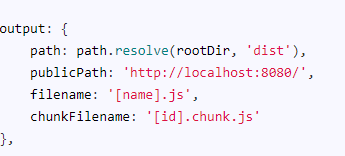 output: {
    path: path.resolve(rootDir, 'dist'),
    publicPath: 'http://localhost:8080/',
    filename: '[name].js',
    chunkFilename: '[id].chunk.js'
},